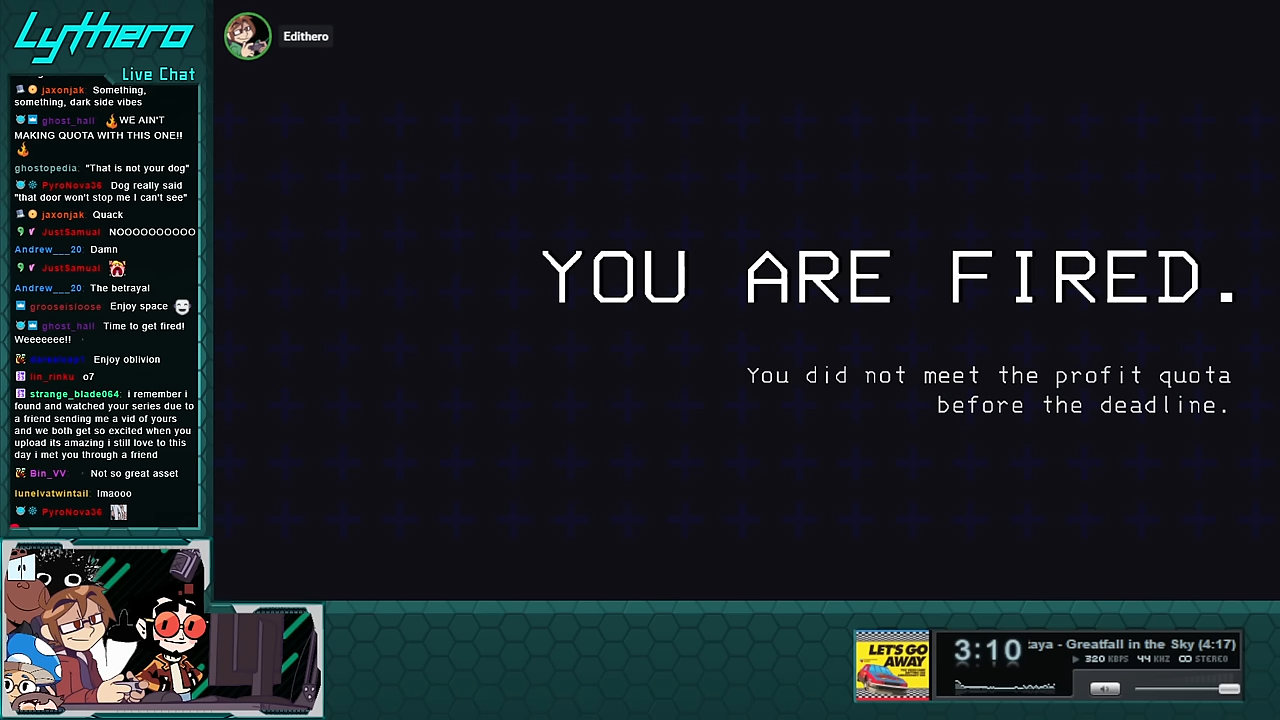 Lythero
Live Chat
jaxonjak: Something,
something, dark side vibes
ghost_hail WE AIN'T
MAKING QUOTA WITH THIS ONE!!
ghostopedia: "That is not your dog"
PyroNova36 Dog really said
"that door won't stop me I can't see"
jaxonjak: Quack
JustSamual NOOOOOOOOOO
Andrew___20: Damn
JustSamual
Andrew___20: The betrayal
grooseisloose Enjoy space
ghost_hail Time to get fired!
Weeeeeee!!
Enjoy oblivion
lin_rinku o7
strange_blade064: i remember i
found and watched your series due to
a friend sending me a vid of yours
and we both get so excited when you
upload its amazing i still love to this
day i met you through a friend
Bin_VV: Not so great asset
lunelvatwintail: lmaooo
PyroNova36
Edithero
YOU ARE FIRED.
You did not meet the profit quota
before the deadline.
LET'S GO
AWAY
3:10
aya - Greatfall in the Sky (4:17)
320 KBPS 44 KHZ STEREO